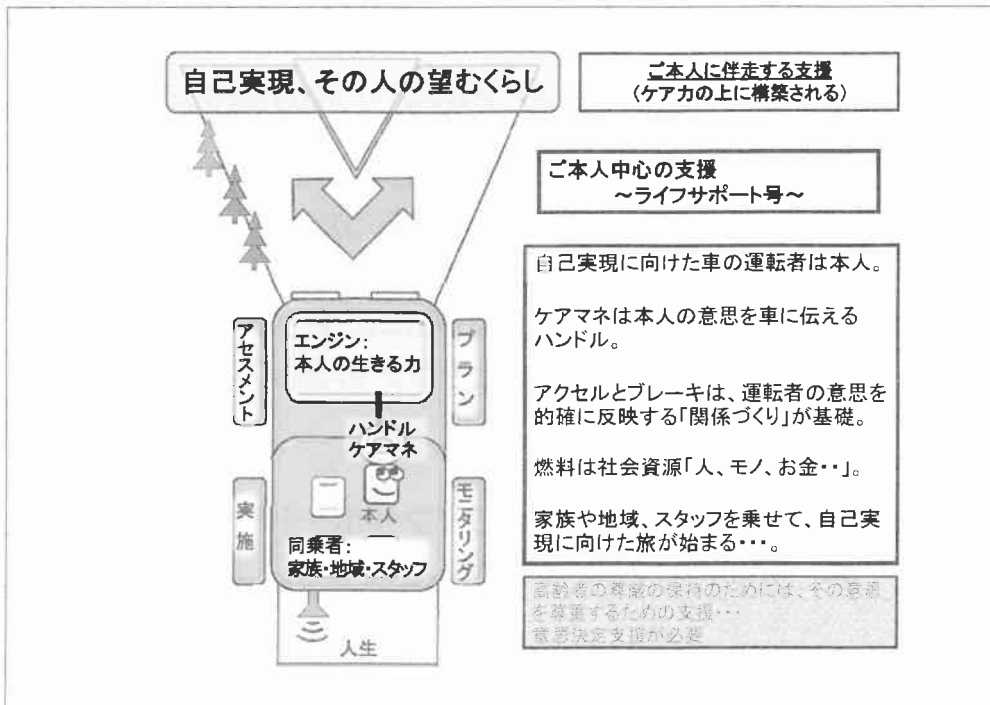 自己実現、その人の望むくらし
ご本人に伴走する支援
(ケア力の上に構築される)
ご本人中心の支援
～ライフサポート号～
自己実現に向けた車の運転者は本人。
ケアマネは本人の意思を車に伝える
ハンドル。
アクセルとブレーキは、運転者の意思を
的確に反映する「関係づくり」が基礎。
燃料は社会資源「人、モノ、お金・・」。
家族や地域、スタッフを乗せて、自己実
現に向けた旅が始まる・・・。
高齢者の尊厳の保持のためには、その意思
を尊重するための支援・・・
意思決定支援が必要
アセスメント
プラン
エンジン:
本人の生きる力
ハンドル
ケアマネ
実施
モニタリング
本人
同乗者:
家族・地域・スタッフ
人生